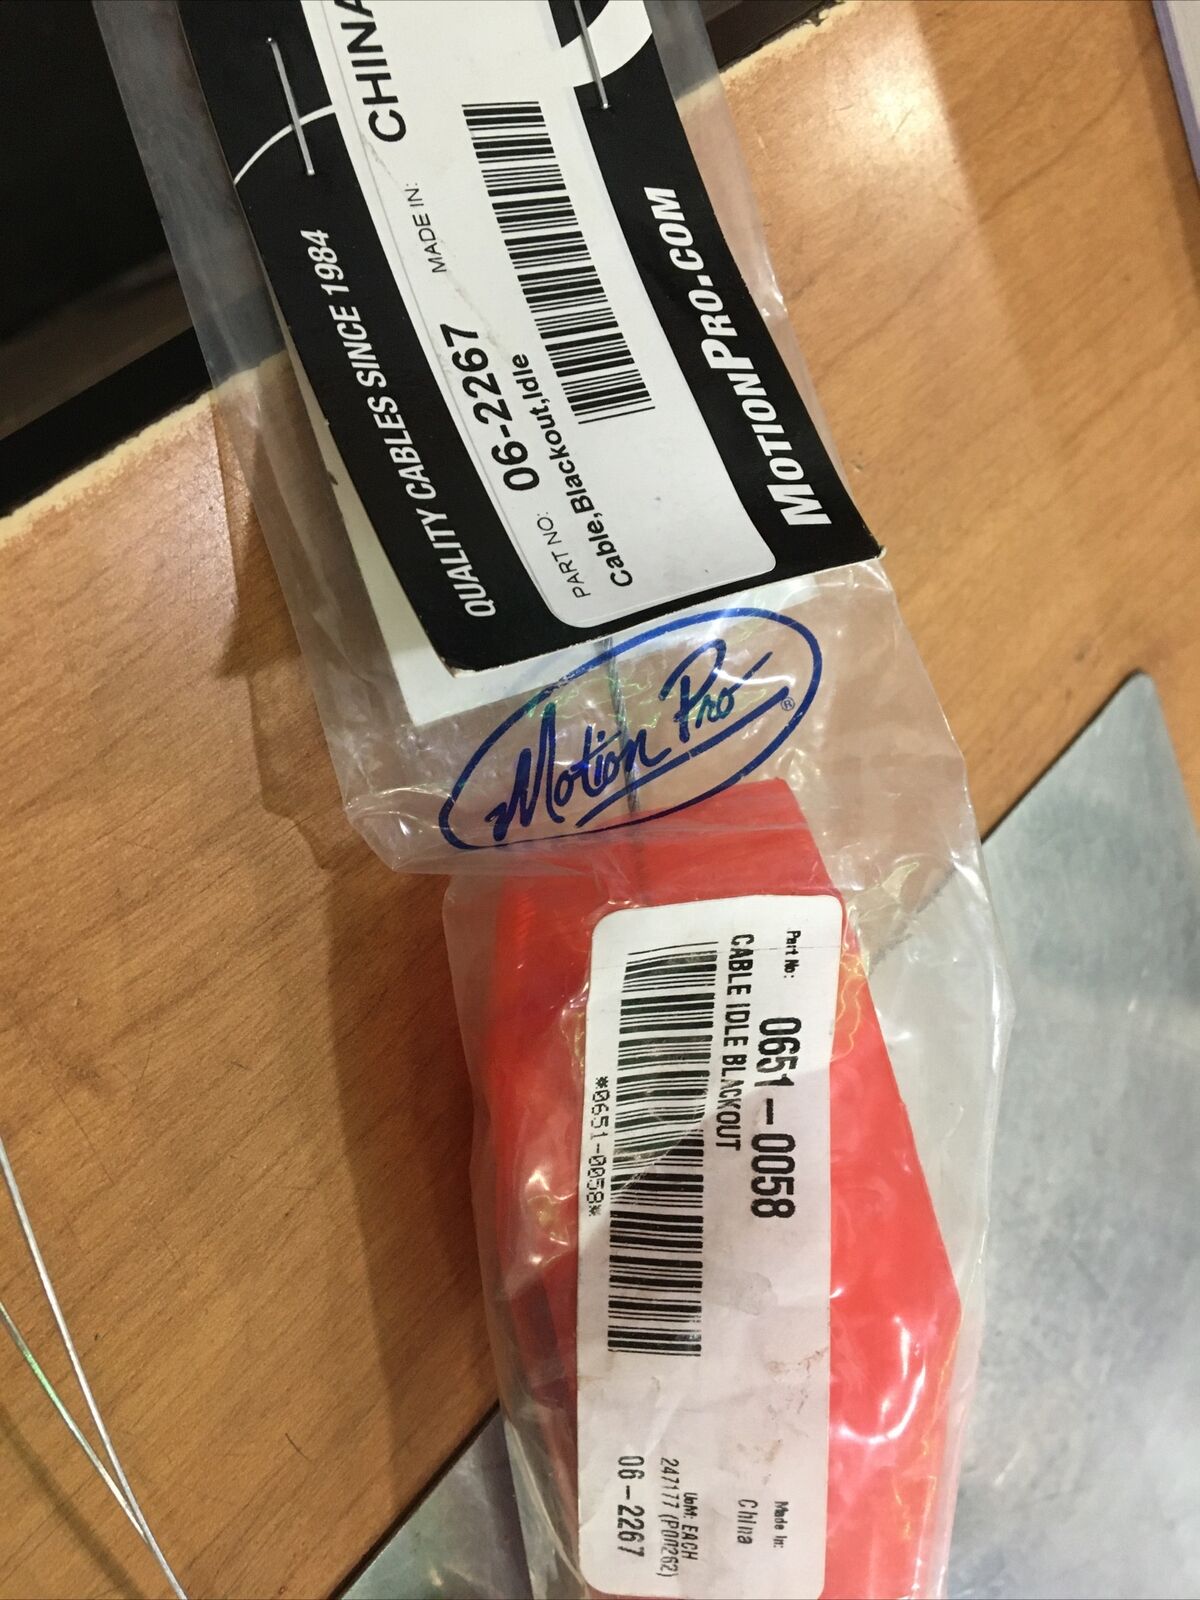 QUALITY CABLES SINCE 1984
PART NO: 06-2267 MADE IN: CHINA
Cable,Blackout,Idle
MOTIONPRO.COM
Motion Pro®
Part No: 0651-0058
CABLE IDLE BLACKOUT
*0651-0058*
Made In:
China
UoM: EACH
247177 (P00262)
06-2267